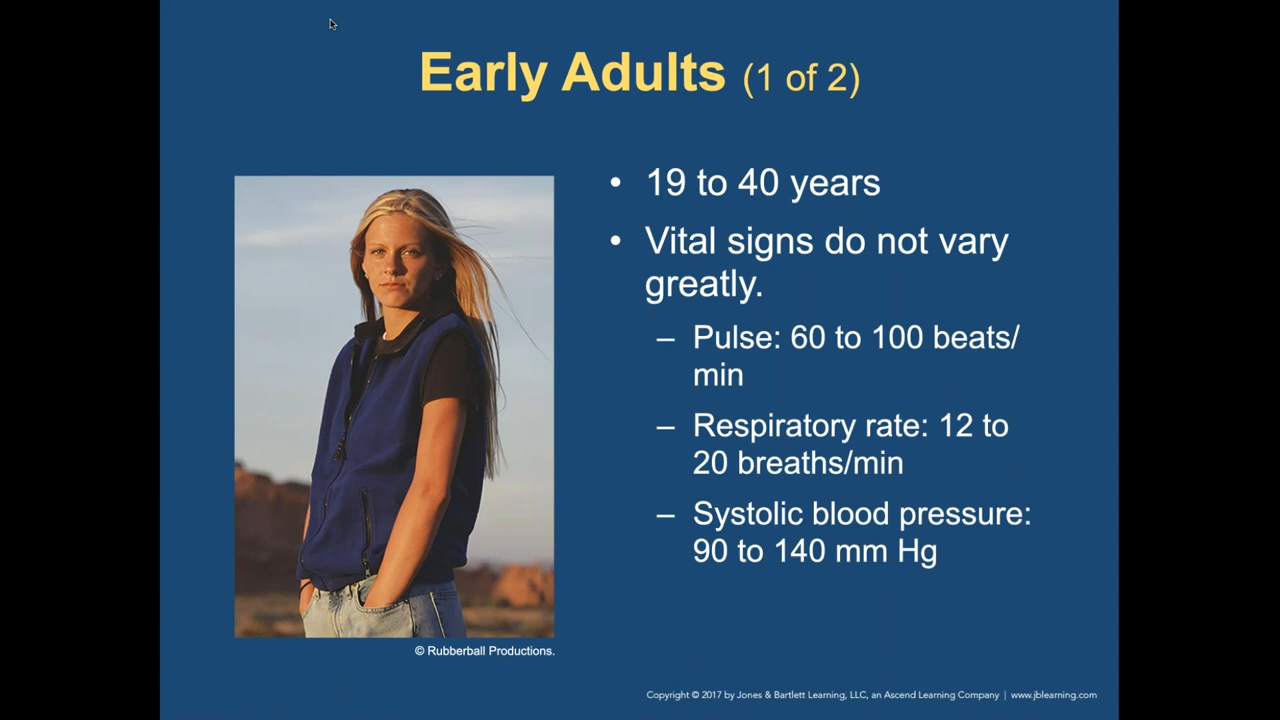 Early Adults (1 of 2)
• 19 to 40 years
• Vital signs do not vary
greatly.
– Pulse: 60 to 100 beats/
min
– Respiratory rate: 12 to
20 breaths/min
– Systolic blood pressure:
90 to 140 mm Hg
© Rubberball Productions.
Copyright © 2017 by Jones & Bartlett Learning, LLC, an Ascend Learning Company | www.jblearning.com